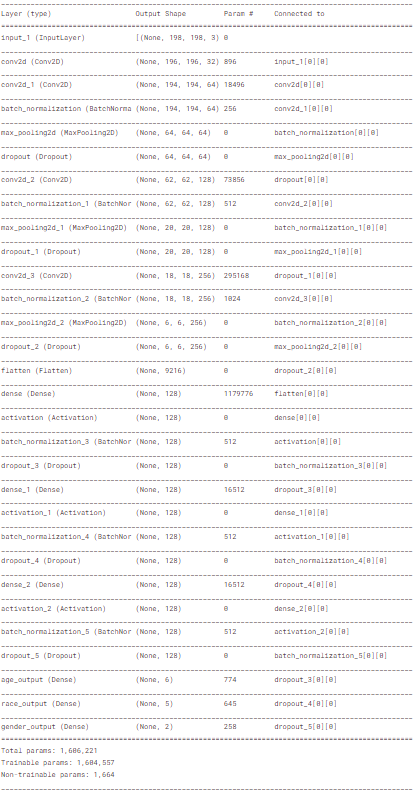 Layer (type) Output Shape Param # Connected to
input_1 (InputLayer) [(None, 198, 198, 3) 0
conv2d (Conv2D) (None, 196, 196, 32) 896 input_1[0][0]
conv2d_1 (Conv2D) (None, 194, 194, 64) 18496 conv2d[0][0]
batch_normalization (BatchNorma (None, 194, 194, 64) 256 conv2d_1[0][0]
max_pooling2d (MaxPooling2D) (None, 64, 64, 64) 0 batch_normalization[0][0]
dropout (Dropout) (None, 64, 64, 64) 0 max_pooling2d[0][0]
conv2d_2 (Conv2D) (None, 62, 62, 128) 73856 dropout[0][0]
batch_normalization_1 (BatchNor (None, 62, 62, 128) 512 conv2d_2[0][0]
max_pooling2d_1 (MaxPooling2D) (None, 20, 20, 128) 0 batch_normalization_1[0][0]
dropout_1 (Dropout) (None, 20, 20, 128) 0 max_pooling2d_1[0][0]
conv2d_3 (Conv2D) (None, 18, 18, 256) 295168 dropout_1[0][0]
batch_normalization_2 (BatchNor (None, 18, 18, 256) 1024 conv2d_3[0][0]
max_pooling2d_2 (MaxPooling2D) (None, 6, 6, 256) 0 batch_normalization_2[0][0]
dropout_2 (Dropout) (None, 6, 6, 256) 0 max_pooling2d_2[0][0]
flatten (Flatten) (None, 9216) 0 dropout_2[0][0]
dense (Dense) (None, 128) 1179776 flatten[0][0]
activation (Activation) (None, 128) 0 dense[0][0]
batch_normalization_3 (BatchNor (None, 128) 512 activation[0][0]
dropout_3 (Dropout) (None, 128) 0 batch_normalization_3[0][0]
dense_1 (Dense) (None, 128) 16512 dropout_3[0][0]
activation_1 (Activation) (None, 128) 0 dense_1[0][0]
batch_normalization_4 (BatchNor (None, 128) 512 activation_1[0][0]
dropout_4 (Dropout) (None, 128) 0 batch_normalization_4[0][0]
dense_2 (Dense) (None, 128) 16512 dropout_4[0][0]
activation_2 (Activation) (None, 128) 0 dense_2[0][0]
batch_normalization_5 (BatchNor (None, 128) 512 activation_2[0][0]
dropout_5 (Dropout) (None, 128) 0 batch_normalization_5[0][0]
age_output (Dense) (None, 6) 774 dropout_3[0][0]
race_output (Dense) (None, 5) 645 dropout_4[0][0]
gender_output (Dense) (None, 2) 258 dropout_5[0][0]
Total params: 1,606,221
Trainable params: 1,604,557
Non-trainable params: 1,664